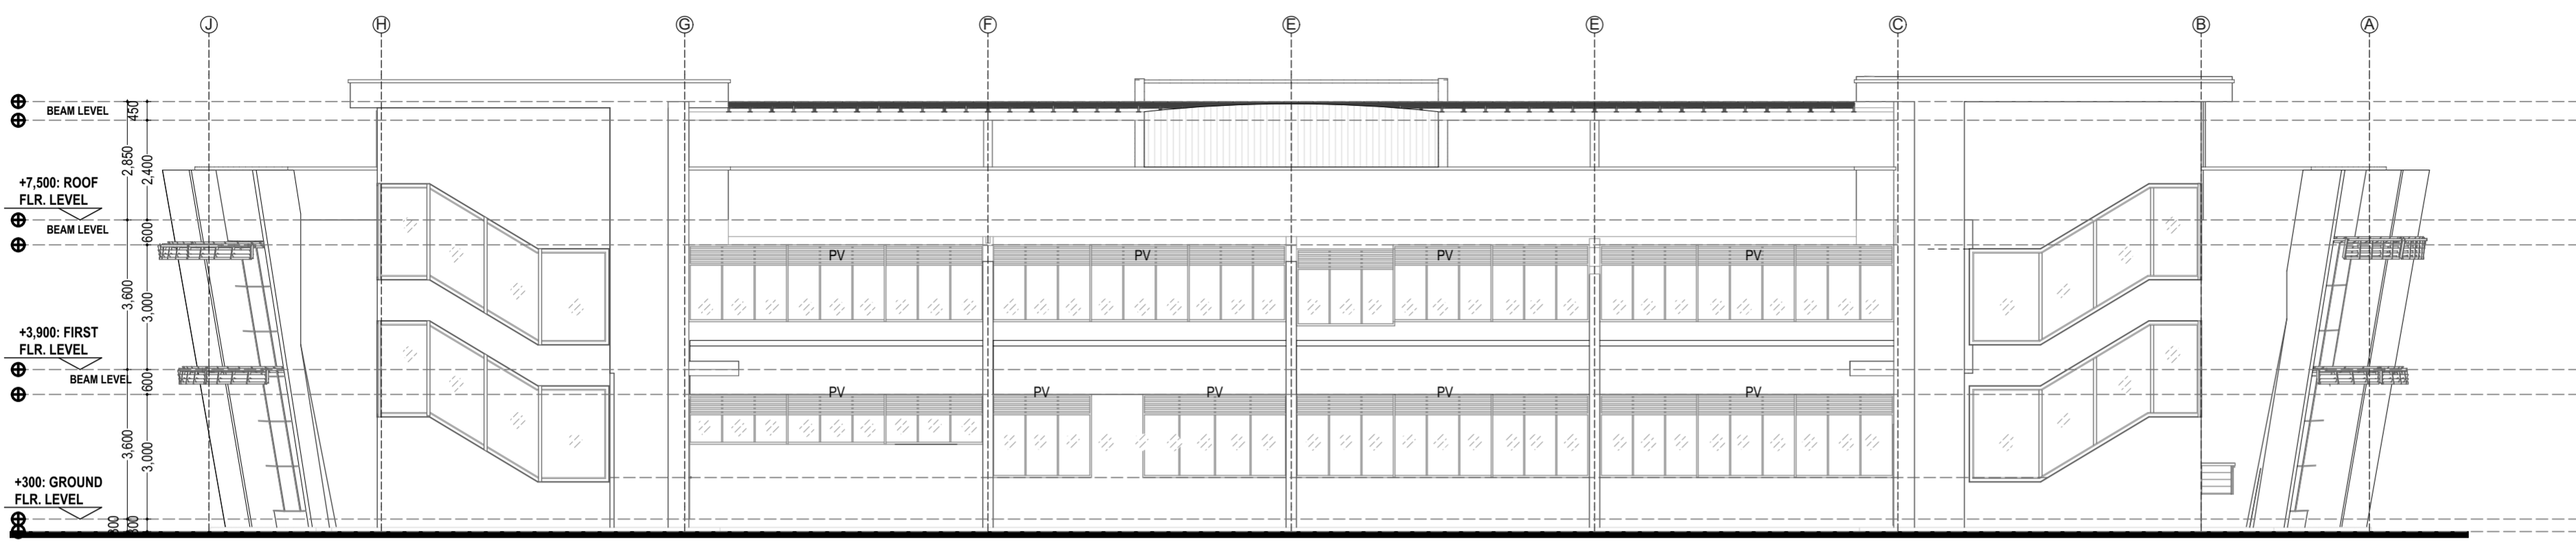 J H G F E E C B A
BEAM LEVEL
450
2,850
2,400
+7,500: ROOF
FLR. LEVEL
BEAM LEVEL
600
PV PV PV PV
3,600
3,000
+3,900: FIRST
FLR. LEVEL
BEAM LEVEL
600
PV PV PV PV PV
3,600
3,000
+300: GROUND
FLR. LEVEL
300
300